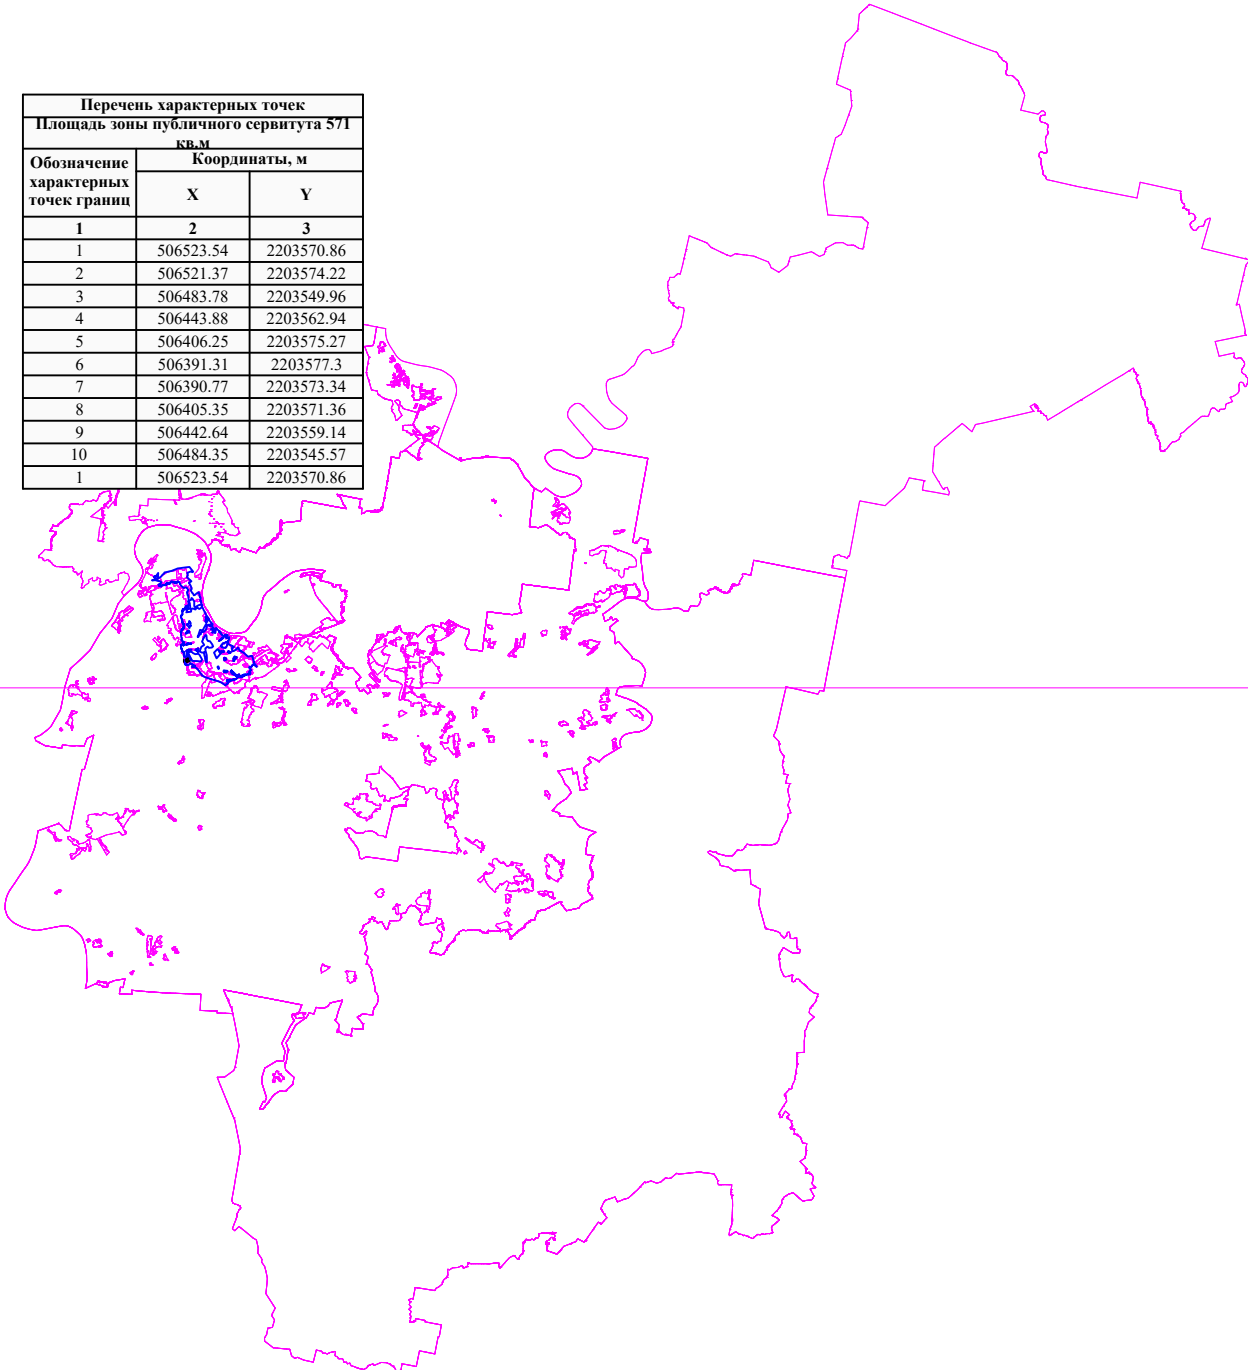 Перечень характерных точек
Площадь зоны публичного сервитута 571
кв.м
Обозначение
характерных
точек границ
Координаты, м
X Y
1 2 3
1 506523.54 2203570.86
2 506521.37 2203574.22
3 506483.78 2203549.96
4 506443.88 2203562.94
5 506406.25 2203575.27
6 506391.31 2203577.3
7 506390.77 2203573.34
8 506405.35 2203571.36
9 506442.64 2203559.14
10 506484.35 2203545.57
1 506523.54 2203570.86